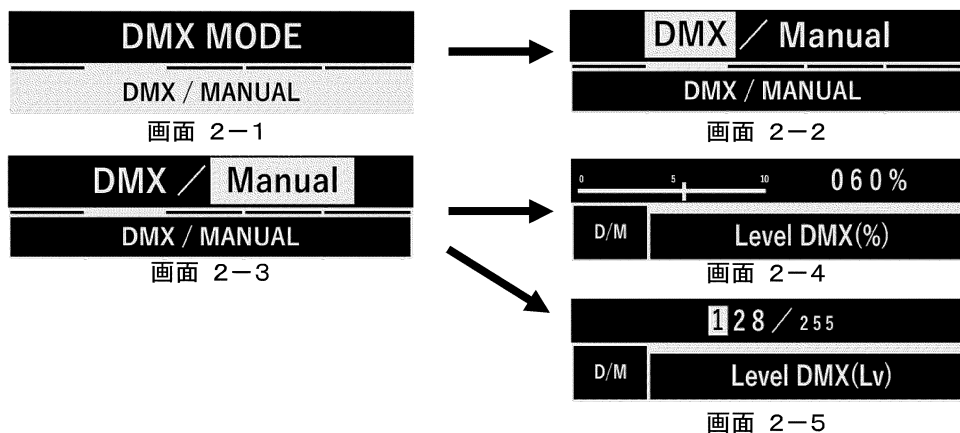 DMX MODE
DMX / MANUAL
画面 2－1
DMX ／ Manual
DMX / MANUAL
画面 2－2
DMX ／ Manual
DMX / MANUAL
画面 2－3
0 5 10 060%
D/M Level DMX(%)
画面 2－4
128／255
D/M Level DMX(Lv)
画面 2－5